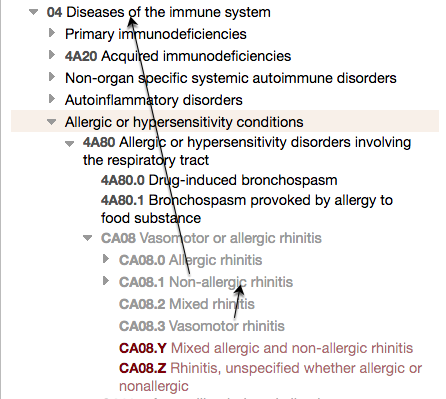 04 Diseases of the immune system
Primary immunodeficiencies
4A20 Acquired immunodeficiencies
Non-organ specific systemic autoimmune disorders
Autoinflammatory disorders
Allergic or hypersensitivity conditions
4A80 Allergic or hypersensitivity disorders involving
the respiratory tract
4A80.0 Drug-induced bronchospasm
4A80.1 Bronchospasm provoked by allergy to
food substance
CA08 Vasomotor or allergic rhinitis
CA08.0 Allergic rhinitis
CA08.1 Non-allergic rhinitis
CA08.2 Mixed rhinitis
CA08.3 Vasomotor rhinitis
CA08.Y Mixed allergic and non-allergic rhinitis
CA08.Z Rhinitis, unspecified whether allergic or
nonallergic